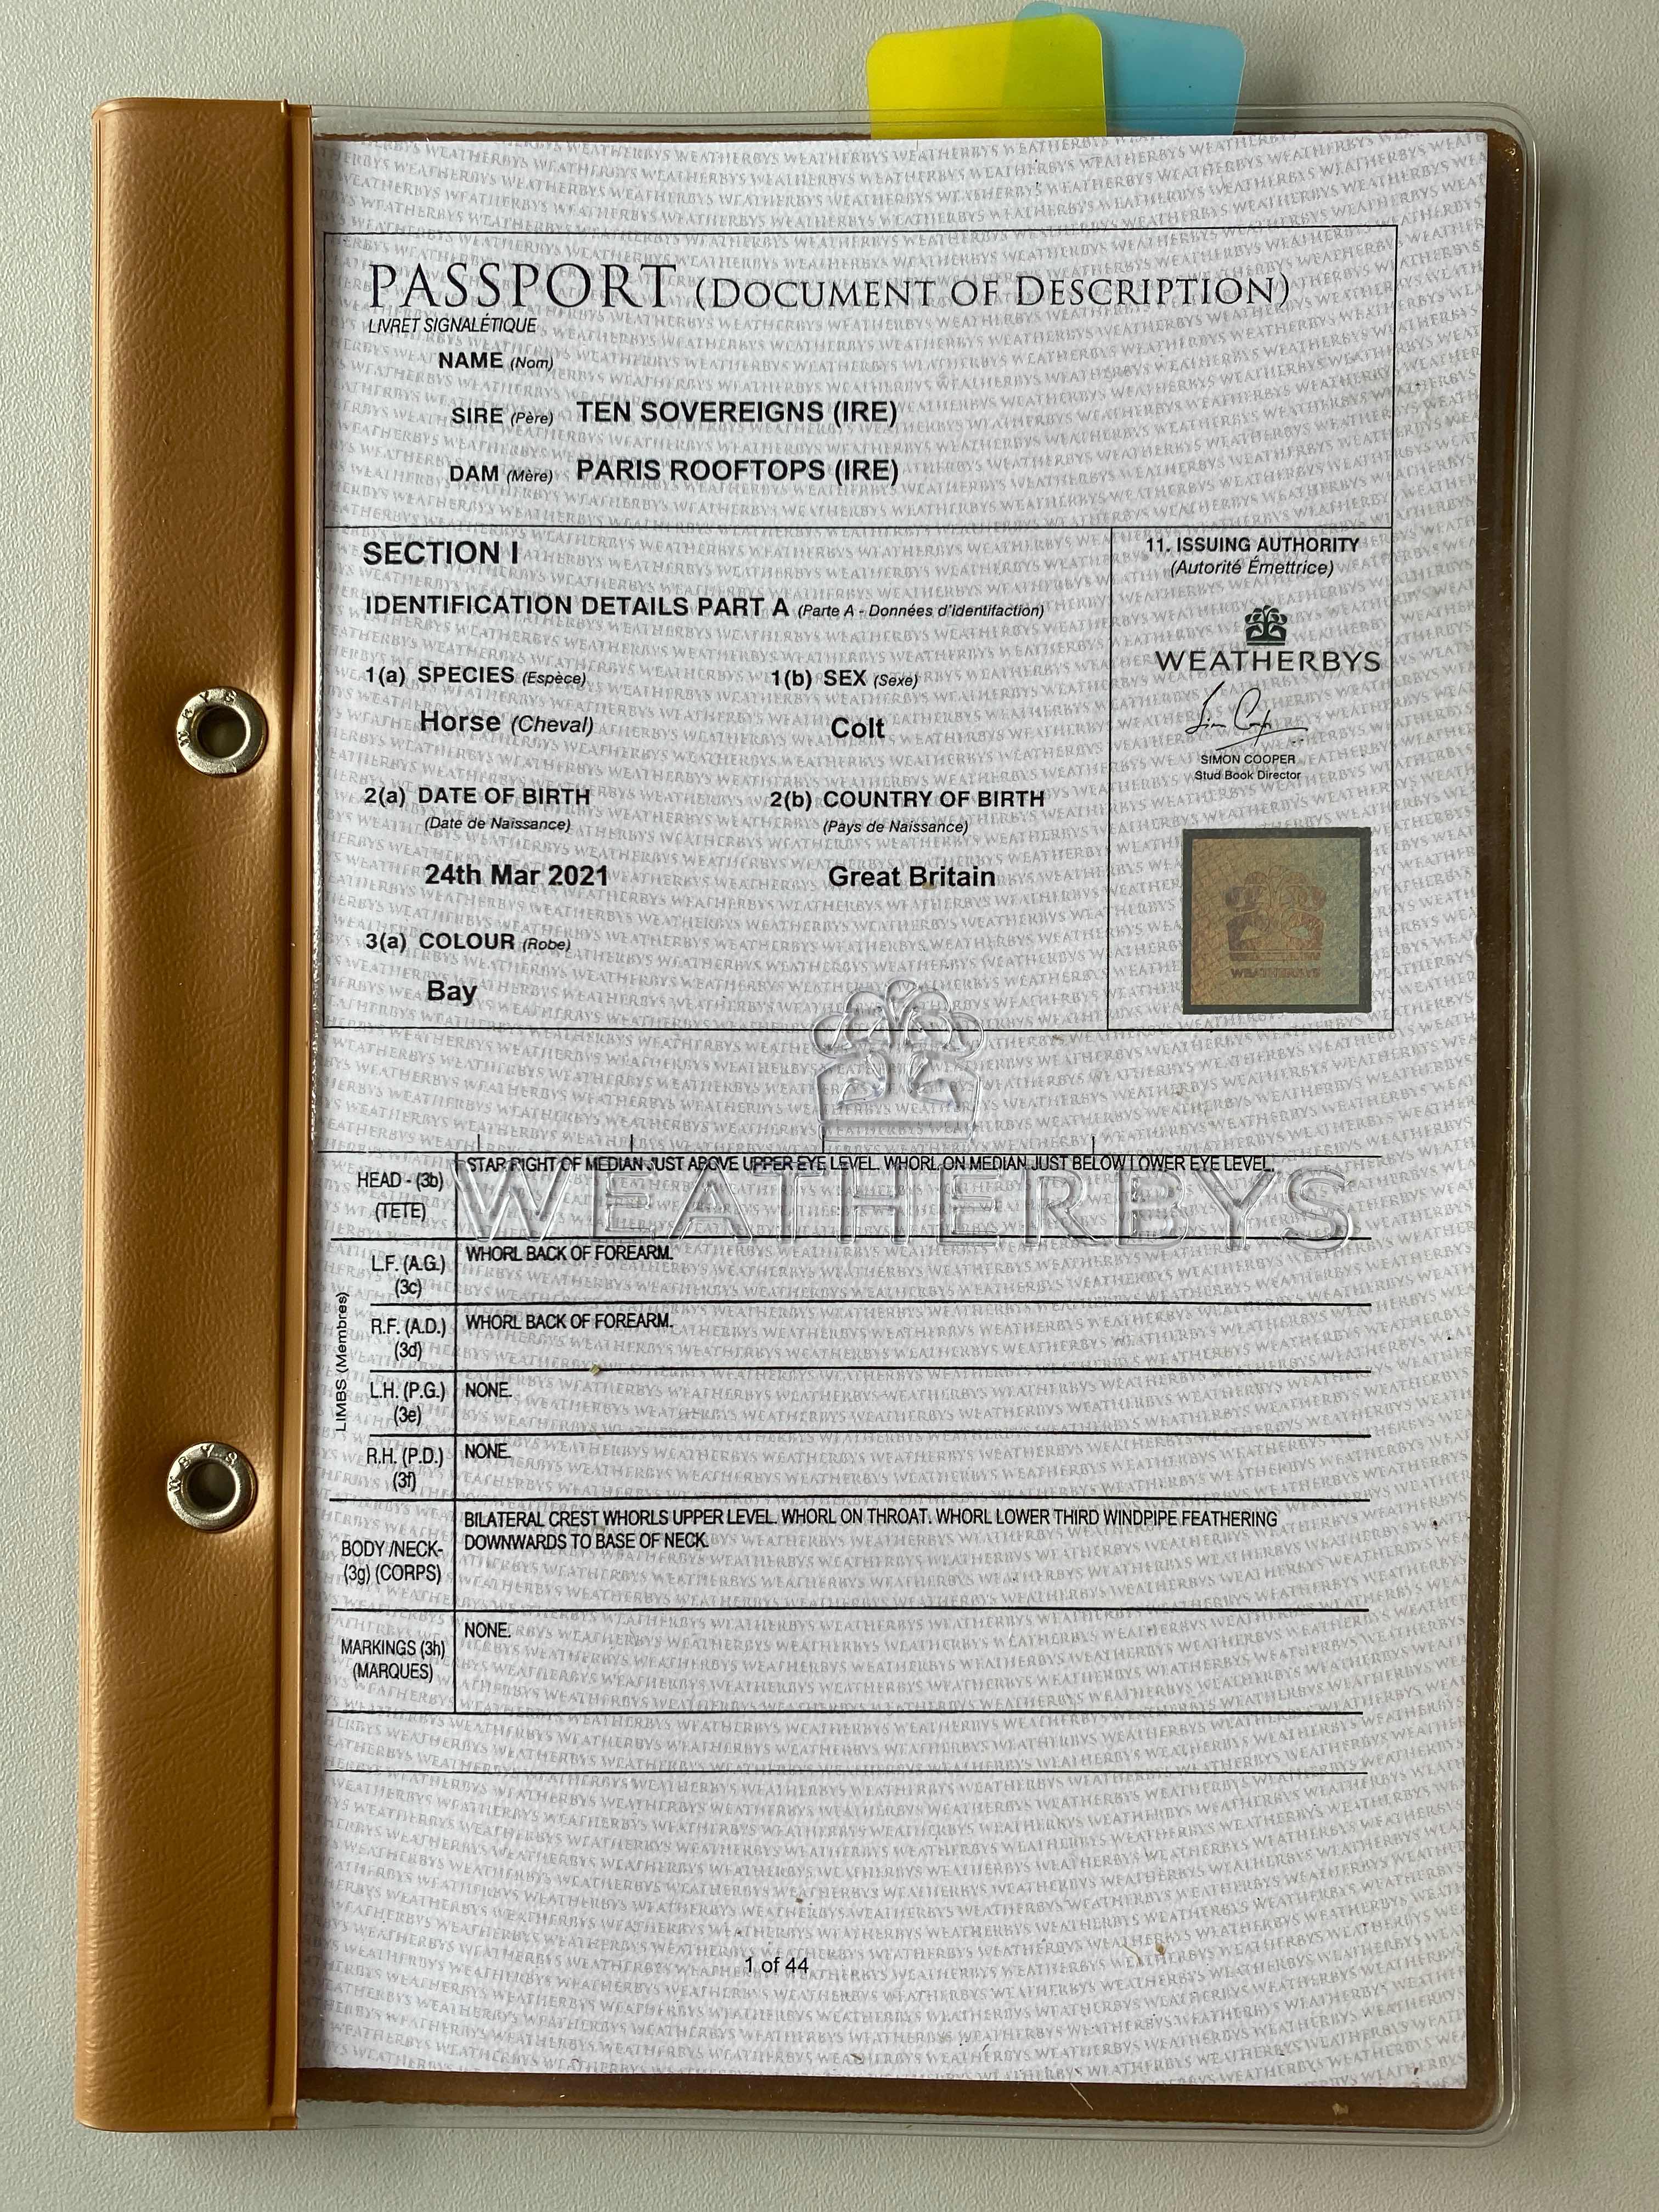 PASSPORT (DOCUMENT OF DESCRIPTION)
LIVRET SIGNALÉTIQUE
NAME (Nom)
SIRE (Père) TEN SOVEREIGNS (IRE)
DAM (Mère) PARIS ROOFTOPS (IRE)
SECTION I
IDENTIFICATION DETAILS PART A (Parte A - Données d'Identifaction)
1(a) SPECIES (Espèce) 1(b) SEX (Sexe)
Horse (Cheval) Colt
2(a) DATE OF BIRTH 2(b) COUNTRY OF BIRTH
(Date de Naissance) (Pays de Naissance)
24th Mar 2021 Great Britain
3(a) COLOUR (Robe)
Bay
11. ISSUING AUTHORITY
(Autorité Émettrice)
WEATHERBYS
SIMON COOPER
Stud Book Director
WEATHERBYS
WEATHERBYS
HEAD - (3b)
(TETE)
STAR RIGHT OF MEDIAN JUST ABOVE UPPER EYE LEVEL. WHORL ON MEDIAN JUST BELOW LOWER EYE LEVEL.
LIMBS (Membres)
L.F. (A.G.)
(3c)
WHORL BACK OF FOREARM.
R.F. (A.D.)
(3d)
WHORL BACK OF FOREARM.
L.H. (P.G.)
(3e)
NONE.
R.H. (P.D.)
(3f)
NONE.
BODY /NECK-
(3g) (CORPS)
BILATERAL CREST WHORLS UPPER LEVEL. WHORL ON THROAT. WHORL LOWER THIRD WINDPIPE FEATHERING
DOWNWARDS TO BASE OF NECK.
MARKINGS (3h)
(MARQUES)
NONE.
1 of 44